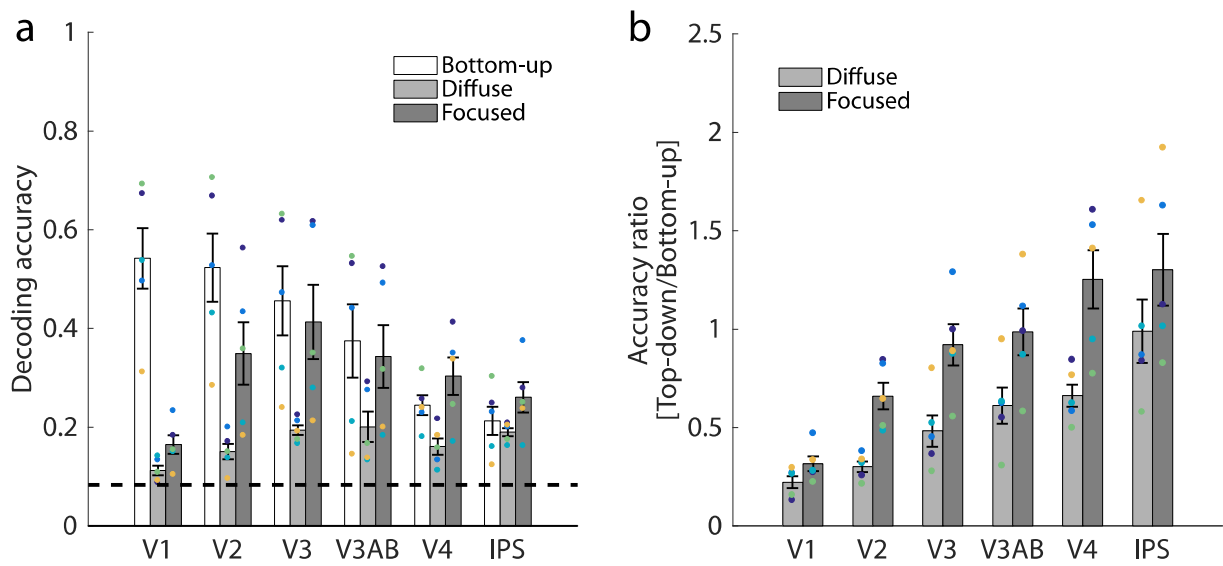 a
Decoding accuracy
1
0.8
0.6
0.4
0.2
0
Bottom-up
Diffuse
Focused
V1 V2 V3 V3AB V4 IPS
b
Accuracy ratio
[Top-down/Bottom-up]
2.5
2
1.5
1
0.5
0
Diffuse
Focused
V1 V2 V3 V3AB V4 IPS